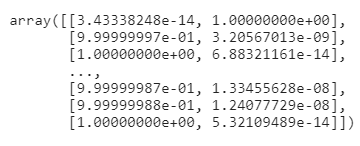 array([[3.43338248e-14, 1.00000000e+00],
[9.99999997e-01, 3.20567013e-09],
[1.00000000e+00, 6.88321161e-14],
...,
[9.99999987e-01, 1.33455628e-08],
[9.99999988e-01, 1.24077729e-08],
[1.00000000e+00, 5.32109489e-14]])